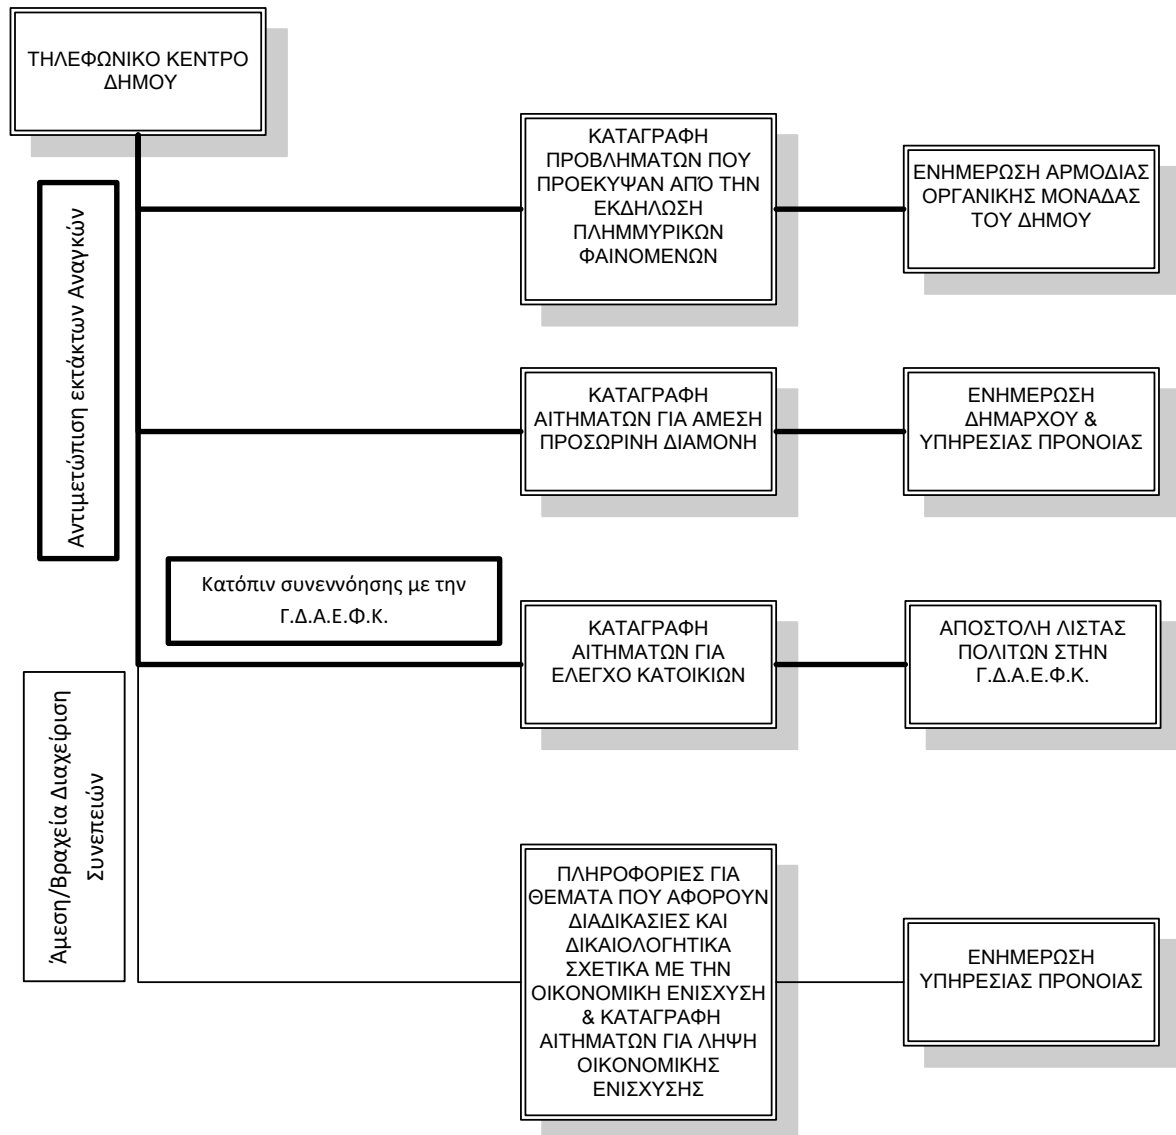 ΤΗΛΕΦΩΝΙΚΟ ΚΕΝΤΡΟ
ΔΗΜΟΥ
ΚΑΤΑΓΡΑΦΗ
ΠΡΟΒΛΗΜΑΤΩΝ ΠΟΥ
ΠΡΟΕΚΥΨΑΝ ΑΠΌ ΤΗΝ
ΕΚΔΗΛΩΣΗ
ΠΛΗΜΜΥΡΙΚΩΝ
ΦΑΙΝΟΜΕΝΩΝ
ΕΝΗΜΕΡΩΣΗ ΑΡΜΟΔΙΑΣ
ΟΡΓΑΝΙΚΗΣ ΜΟΝΑΔΑΣ
ΤΟΥ ΔΗΜΟΥ
Αντιμετώπιση εκτάκτων Αναγκών
ΚΑΤΑΓΡΑΦΗ
ΑΙΤΗΜΑΤΩΝ ΓΙΑ ΑΜΕΣΗ
ΠΡΟΣΩΡΙΝΗ ΔΙΑΜΟΝΗ
ΕΝΗΜΕΡΩΣΗ
ΔΗΜΑΡΧΟΥ &
ΥΠΗΡΕΣΙΑΣ ΠΡΟΝΟΙΑΣ
Κατόπιν συνεννόησης με την
Γ.Δ.Α.Ε.Φ.Κ.
ΚΑΤΑΓΡΑΦΗ
ΑΙΤΗΜΑΤΩΝ ΓΙΑ
ΕΛΕΓΧΟ ΚΑΤΟΙΚΙΩΝ
ΑΠΟΣΤΟΛΗ ΛΙΣΤΑΣ
ΠΟΛΙΤΩΝ ΣΤΗΝ
Γ.Δ.Α.Ε.Φ.Κ.
Άμεση/Βραχεία Διαχείριση
Συνεπειών
ΠΛΗΡΟΦΟΡΙΕΣ ΓΙΑ
ΘΕΜΑΤΑ ΠΟΥ ΑΦΟΡΟΥΝ
ΔΙΑΔΙΚΑΣΙΕΣ ΚΑΙ
ΔΙΚΑΙΟΛΟΓΗΤΙΚΑ
ΣΧΕΤΙΚΑ ΜΕ ΤΗΝ
ΟΙΚΟΝΟΜΙΚΗ ΕΝΙΣΧΥΣΗ
& ΚΑΤΑΓΡΑΦΗ
ΑΙΤΗΜΑΤΩΝ ΓΙΑ ΛΗΨΗ
ΟΙΚΟΝΟΜΙΚΗΣ
ΕΝΙΣΧΥΣΗΣ
ΕΝΗΜΕΡΩΣΗ
ΥΠΗΡΕΣΙΑΣ ΠΡΟΝΟΙΑΣ